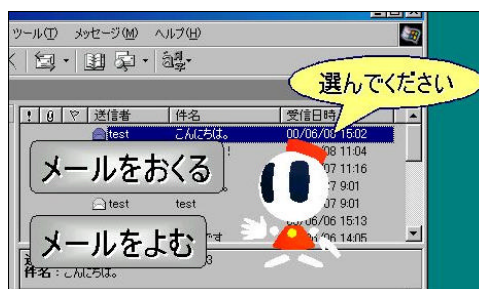 ツール(T) メッセージ(M) ヘルプ(H)
選んでください
! 送信者 件名 受信日時
test こんにちは。 00/06/08 15:02
! 08 11:04
メールをおくる
07 11:16
07 9:01
test test 07 9:01
00/06/06 15:13
メールをよむ
です 06 14:05
件名: こんにちは。